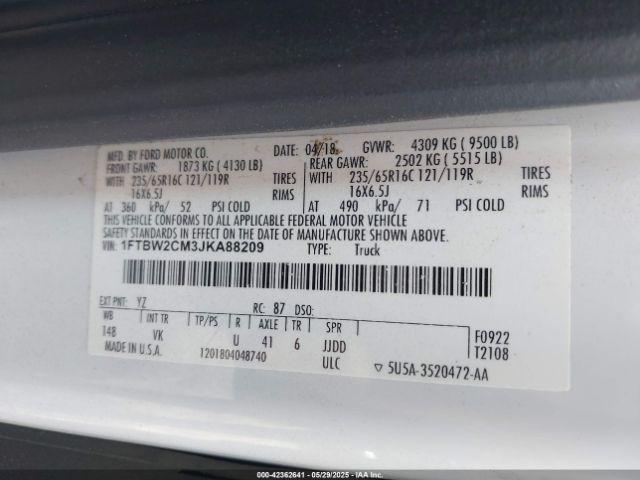 MFD. BY FORD MOTOR CO. DATE: 04/18 GVWR: 4309 KG ( 9500 LB)
FRONT GAWR: 1873 KG ( 4130 LB) REAR GAWR: 2502 KG ( 5515 LB)
WITH 235/65R16C 121/119R TIRES WITH 235/65R16C 121/119R TIRES
16X6.5J RIMS 16X6.5J RIMS
AT 360 kPa/ 52 PSI COLD AT 490 kPa/ 71 PSI COLD
THIS VEHICLE CONFORMS TO ALL APPLICABLE FEDERAL MOTOR VEHICLE
SAFETY STANDARDS IN EFFECT ON THE DATE OF MANUFACTURE SHOWN ABOVE.
VIN: 1FTBW2CM3JKA88209 TYPE: Truck
EXT PNT: YZ RC: 87 DSO:
WB INT TR TP/PS R AXLE TR SPR F0922
148 VK U 41 6 JJDD T2108
MADE IN U.S.A. 1201804048740 ULC ▽ 5U5A-3520472-AA
000-42362641 - 05/29/2025 - IAAI.com - Copyright